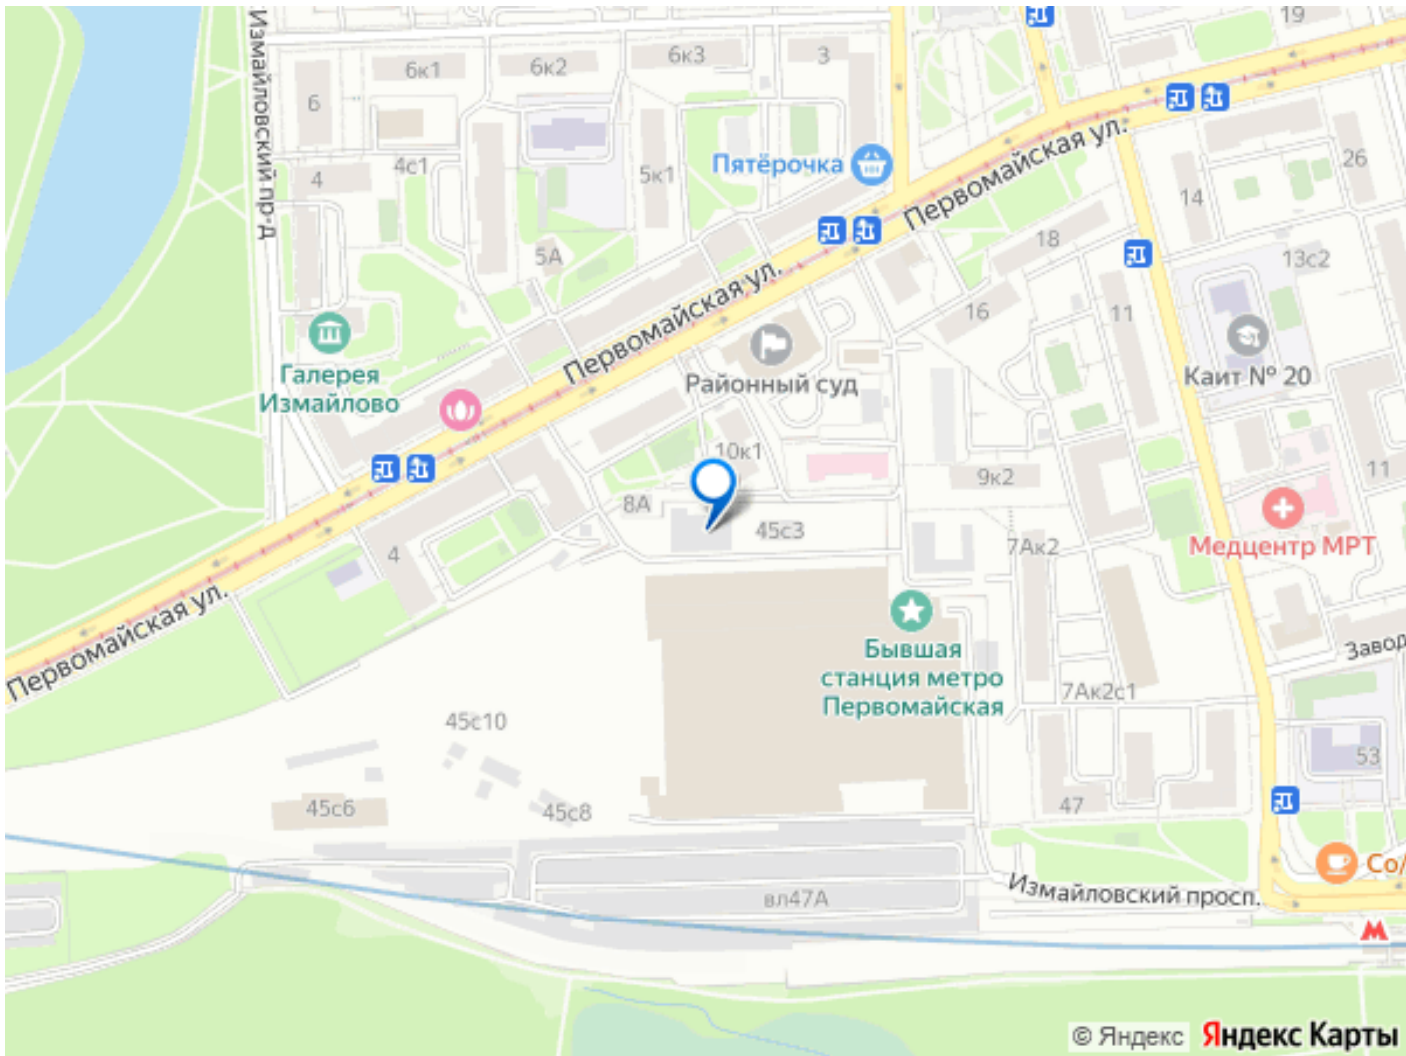 19
Измайловский пр-д
6к1
6к2
6к3
3
6
Пятёрочка
Первомайская ул.
26
4с1
4
5к1
14
5А
18
13с2
Первомайская ул.
16
11
Галерея
Измайлово
Районный суд
Каит № 20
10к1
9к2
11
8А
45с3
7Ак2
Медцентр МРТ
4
Первомайская ул.
Бывшая
станция метро
Первомайская
Завод
7Ак2с1
45с10
53
45с6
45с8
47
Со/
вл47А
Измайловский просп.
© Яндекс Яндекс Карты